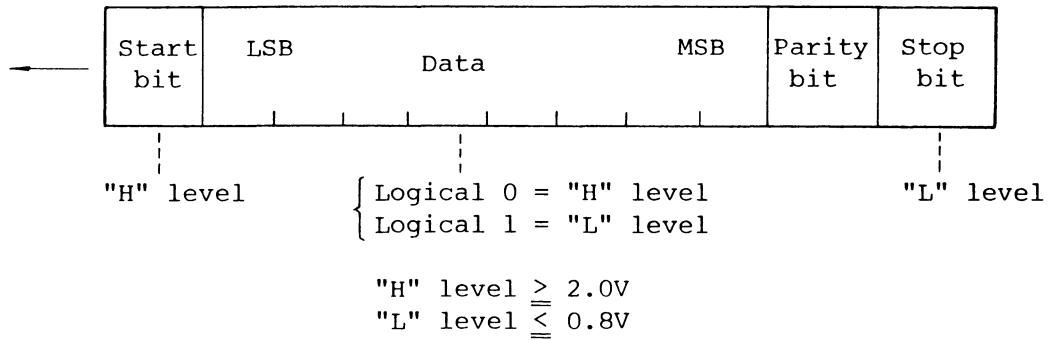 Start bit LSB Data MSB Parity bit Stop bit
"H" level
Logical 0 = "H" level
Logical 1 = "L" level
"L" level
"H" level ≧ 2.0V
"L" level ≦ 0.8V